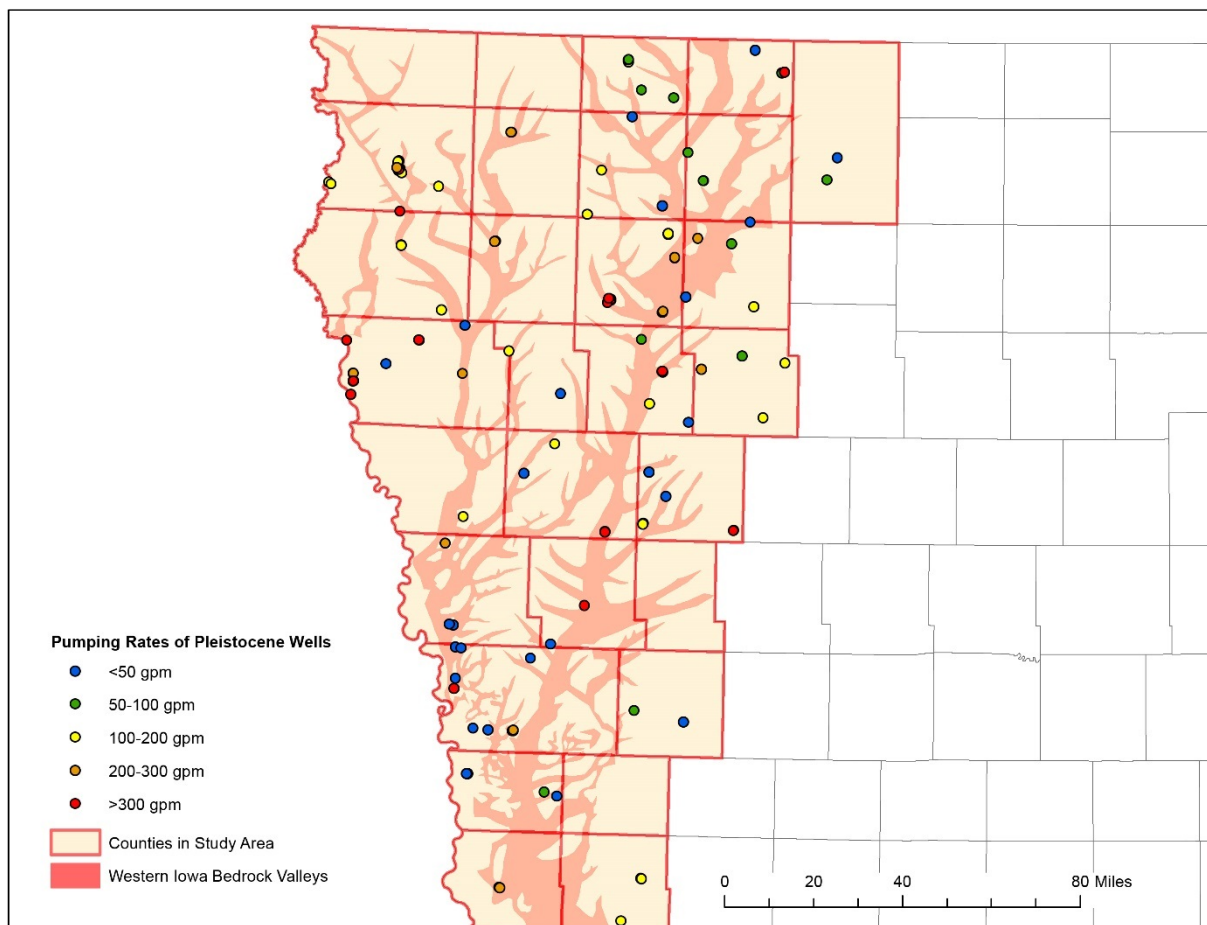 Pumping Rates of Pleistocene Wells
<50 gpm
50-100 gpm
100-200 gpm
200-300 gpm
>300 gpm
Counties in Study Area
Western Iowa Bedrock Valleys
0 20 40 80 Miles